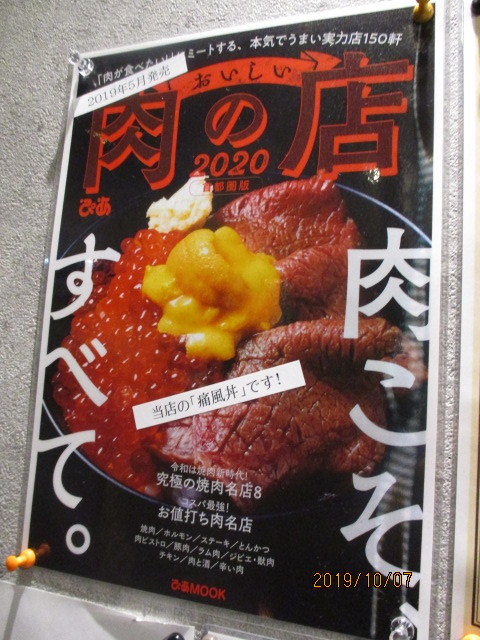 「肉が食べたい」にコミートする、本気でうまい実力店150軒
2019年5月発売
おいしい
肉の店
2020
首都圏版
ぴあ
肉こそ、
すべて。
当店の「痛風丼」です!
令和は焼肉新時代!
究極の焼肉名店8
コスパ最強!
お値打ち肉名店
焼肉/ホルモン/ステーキ/とんかつ
肉ビストロ/豚肉/ラム肉/ジビエ・獣肉
チキン/肉と酒/辛い肉
ぴあMOOK
2019/10/07